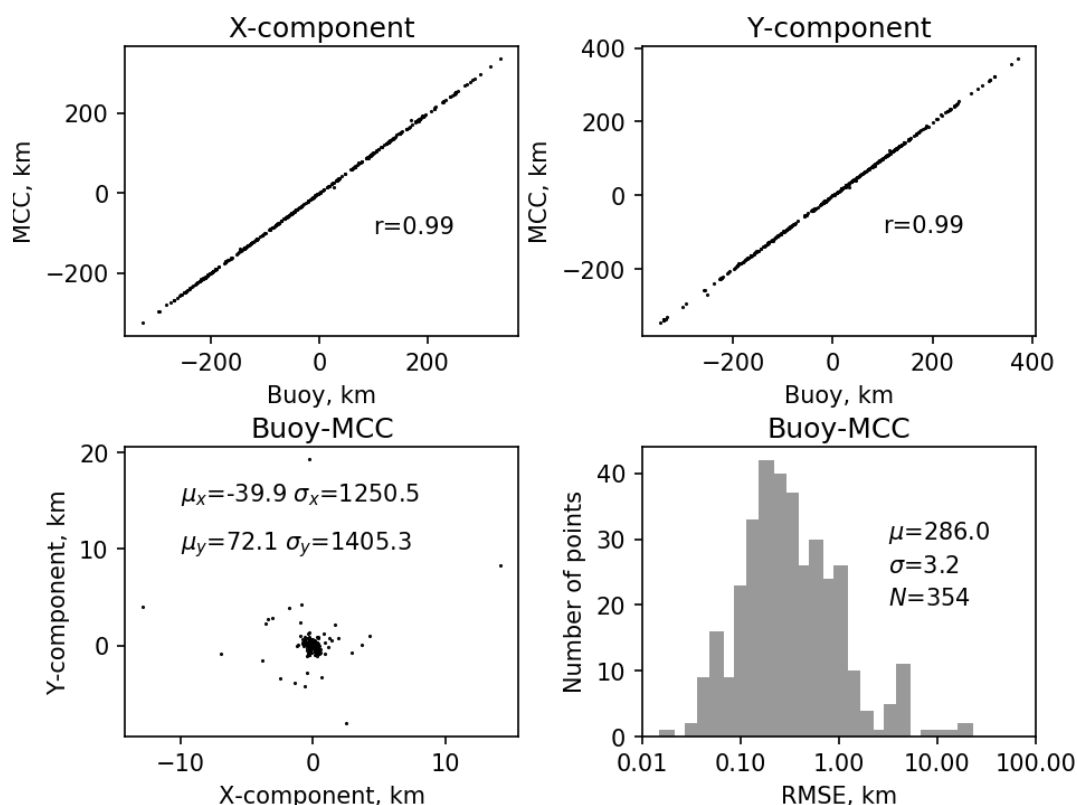 X-component
MCC, km
200
0
−200
r=0.99
−200 0 200
Buoy, km
Y-component
MCC, km
400
200
0
−200
r=0.99
−200 0 200 400
Buoy, km
Buoy-MCC
Y-component, km
20
10
0
μx=-39.9 σx=1250.5
μy=72.1 σy=1405.3
−10 0 10
X-component, km
Buoy-MCC
Number of points
40
30
20
10
0
μ=286.0
σ=3.2
N=354
0.01 0.10 1.00 10.00 100.00
RMSE, km